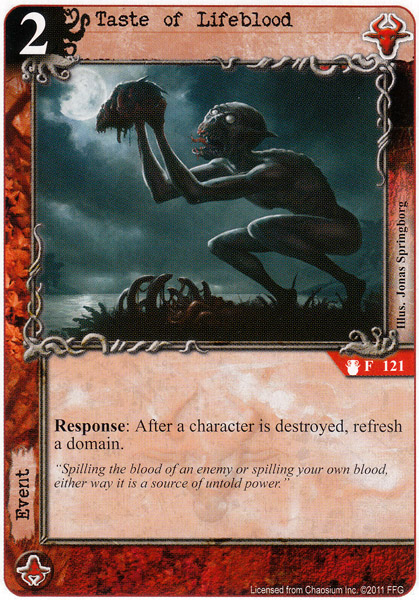 2
Taste of Lifeblood
Illus. Jonas Springborg
F 121
Response: After a character is destroyed, refresh
a domain.
“Spilling the blood of an enemy or spilling your own blood,
either way it is a source of untold power.”
Event
Licensed from Chaosium Inc. ©2011 FFG